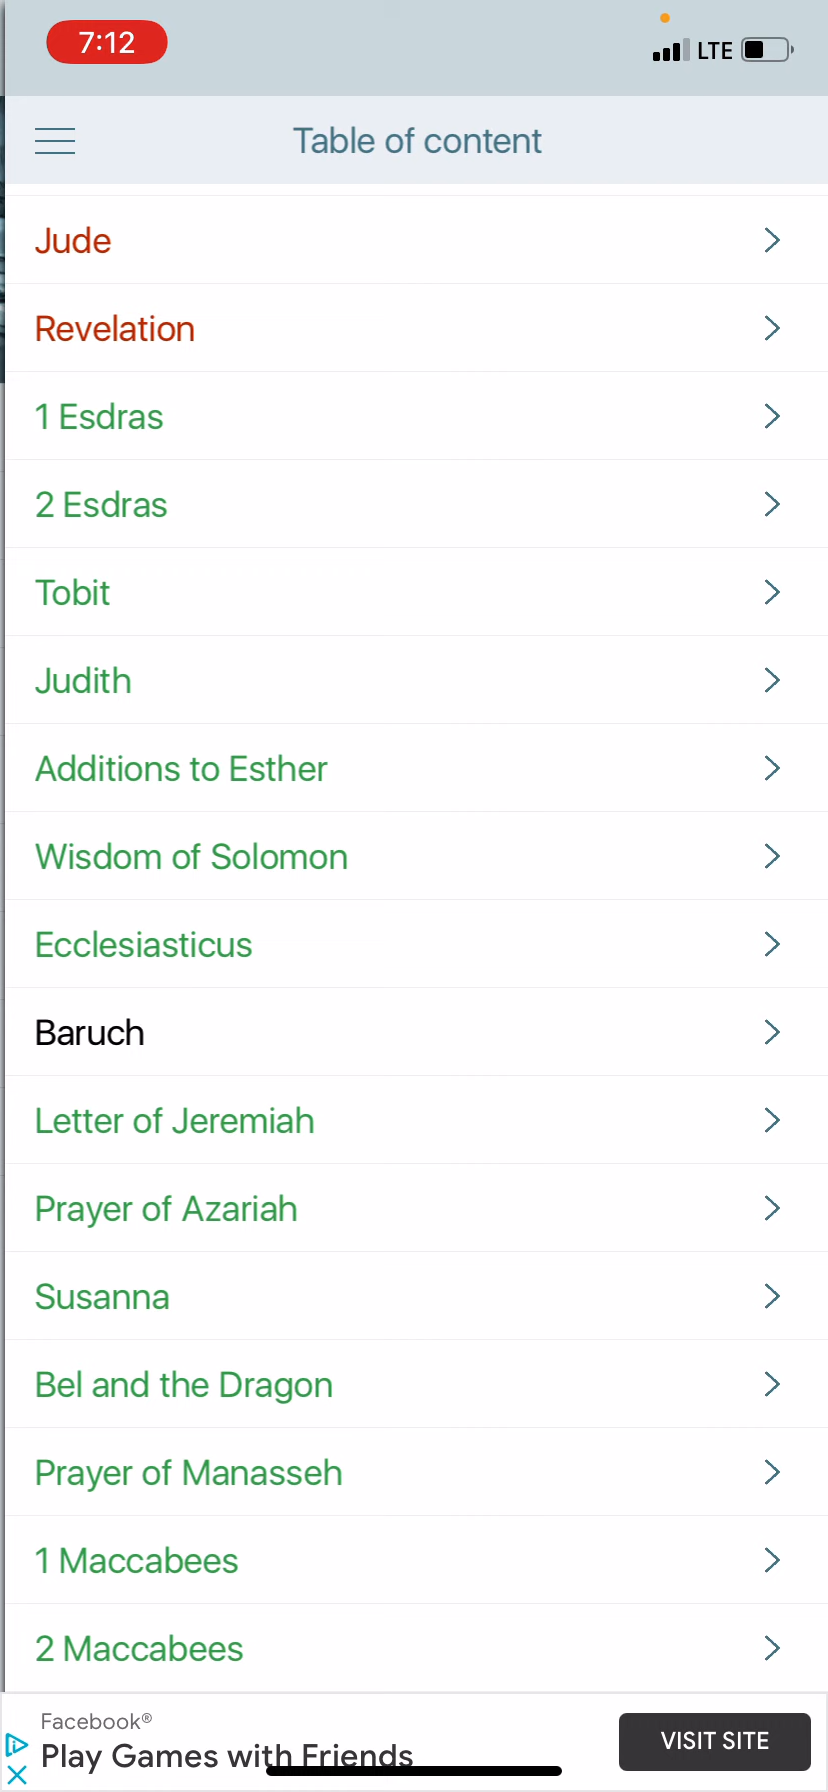 7:12
LTE
Table of content
Jude
Revelation
1 Esdras
2 Esdras
Tobit
Judith
Additions to Esther
Wisdom of Solomon
Ecclesiasticus
Baruch
Letter of Jeremiah
Prayer of Azariah
Susanna
Bel and the Dragon
Prayer of Manasseh
1 Maccabees
2 Maccabees
Facebook®
Play Games with Friends
VISIT SITE